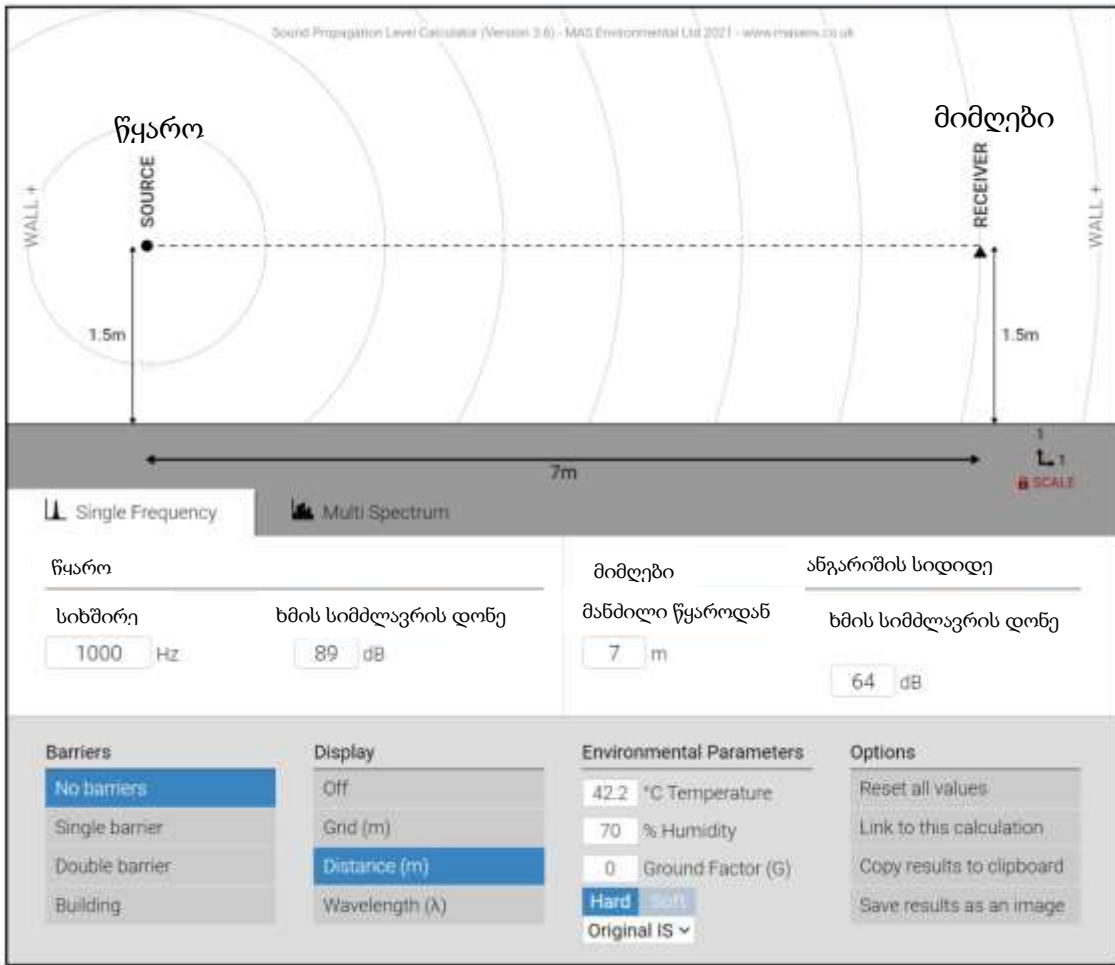 Sound Propagation Level Calculator (Version 3.6) - MAS Environmental Ltd 2021 - www.masenv.co.uk
წყარო
მიმღები
WALL +
SOURCE
RECEIVER
WALL +
1.5m
1.5m
7m
1
1
SCALE
Single Frequency
Multi Spectrum
წყარო
მიმღები
ანგარიშის სიდიდე
სიხშირე
ხმის სიმძლავრის დონე
მანძილი წყაროდან
ხმის სიმძლავრის დონე
1000 Hz
89 dB
7 m
64 dB
Barriers
Display
Environmental Parameters
Options
No barriers
Off
42.2 °C Temperature
Reset all values
Single barrier
Grid (m)
70 % Humidity
Link to this calculation
Double barrier
Distance (m)
0 Ground Factor (G)
Copy results to clipboard
Building
Wavelength (λ)
Hard Soft
Save results as an image
Original IS